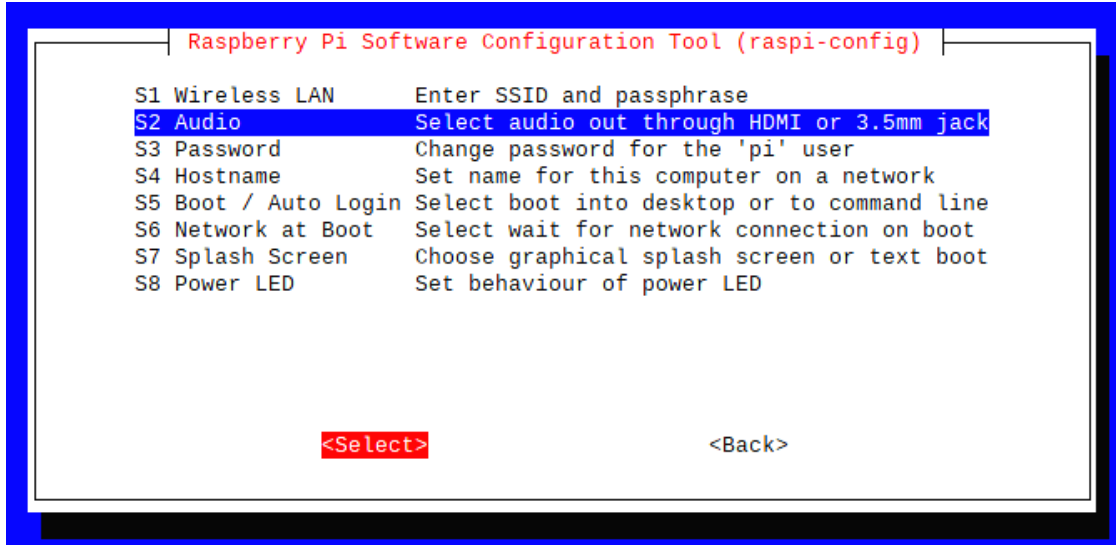 Raspberry Pi Software Configuration Tool (raspi-config)
S1 Wireless LAN Enter SSID and passphrase
S2 Audio Select audio out through HDMI or 3.5mm jack
S3 Password Change password for the 'pi' user
S4 Hostname Set name for this computer on a network
S5 Boot / Auto Login Select boot into desktop or to command line
S6 Network at Boot Select wait for network connection on boot
S7 Splash Screen Choose graphical splash screen or text boot
S8 Power LED Set behaviour of power LED
<Select> <Back>